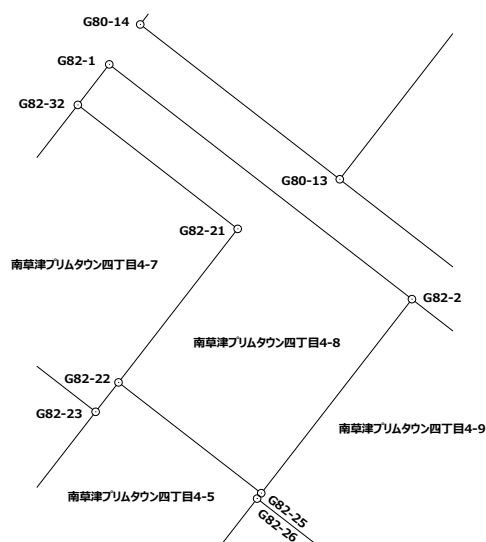 G80-14
G82-1
G82-32
G80-13
G82-21
南草津プリムタウン四丁目4-7
G82-2
南草津プリムタウン四丁目4-8
G82-22
G82-23
南草津プリムタウン四丁目4-9
南草津プリムタウン四丁目4-5
G82-25
G82-26